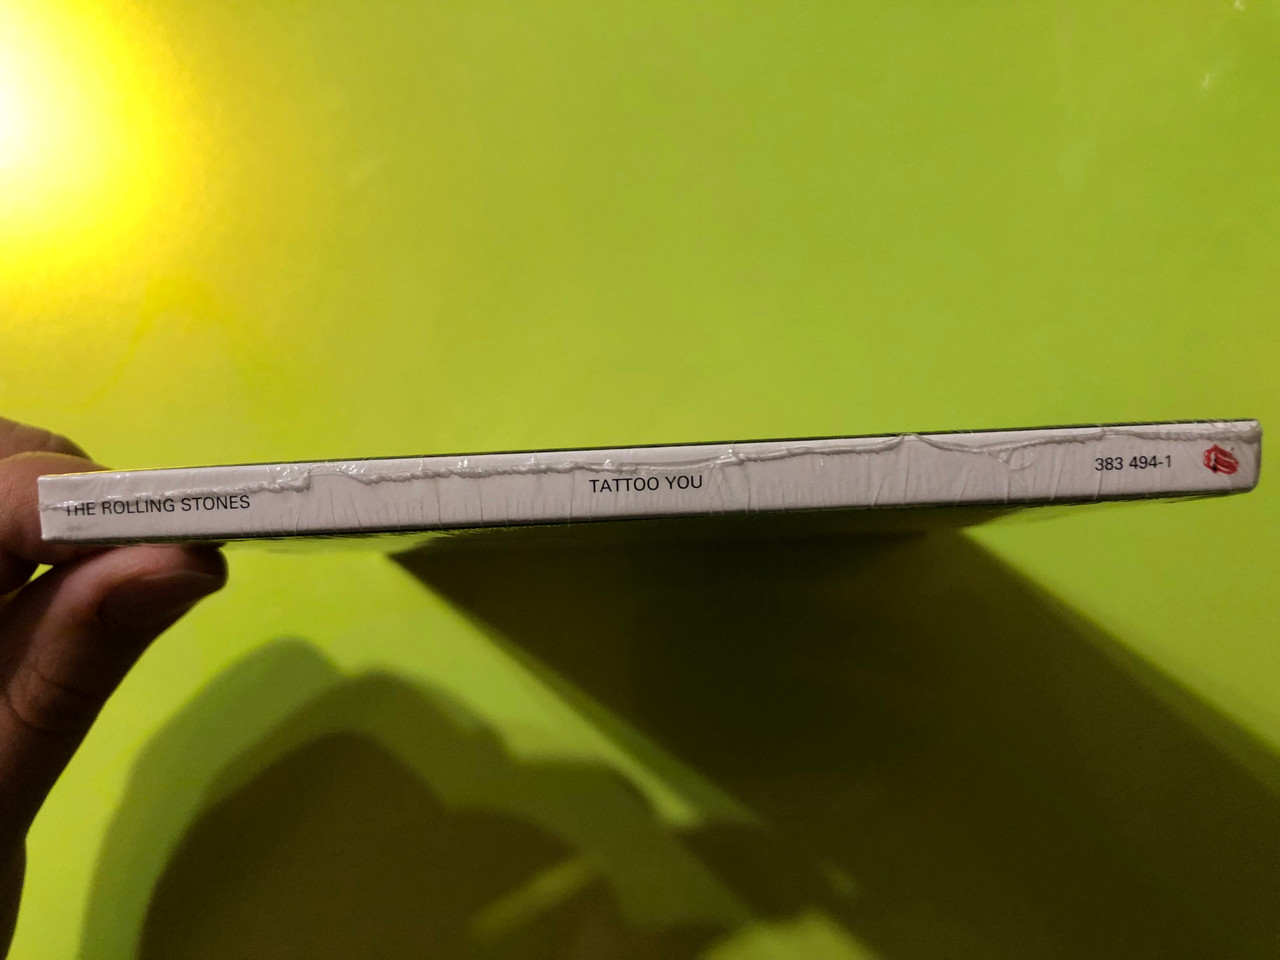 THE ROLLING STONES
TATTOO YOU
383 494-1